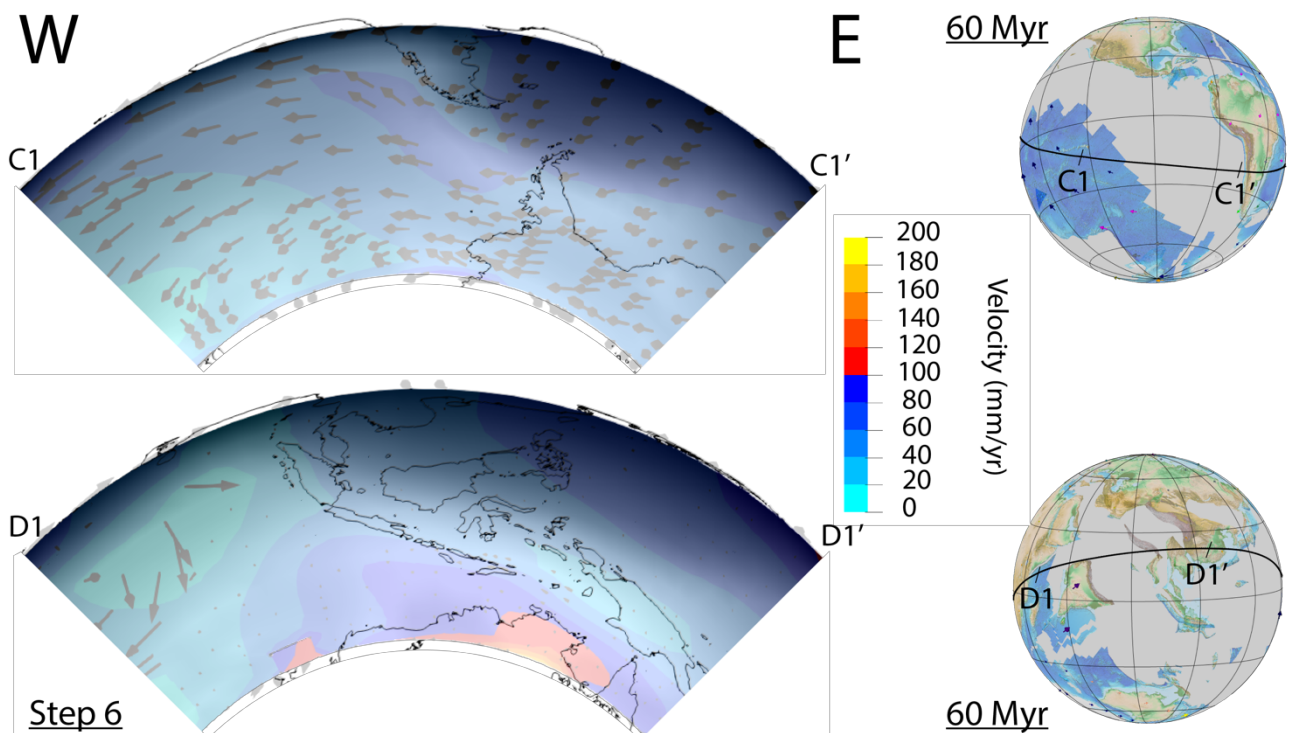 W
E
60 Myr
C1
C1’
C1
C1’
200
180
160
140
120
100
80
60
40
20
0
Velocity (mm/yr)
D1
D1’
D1
D1’
Step 6
60 Myr